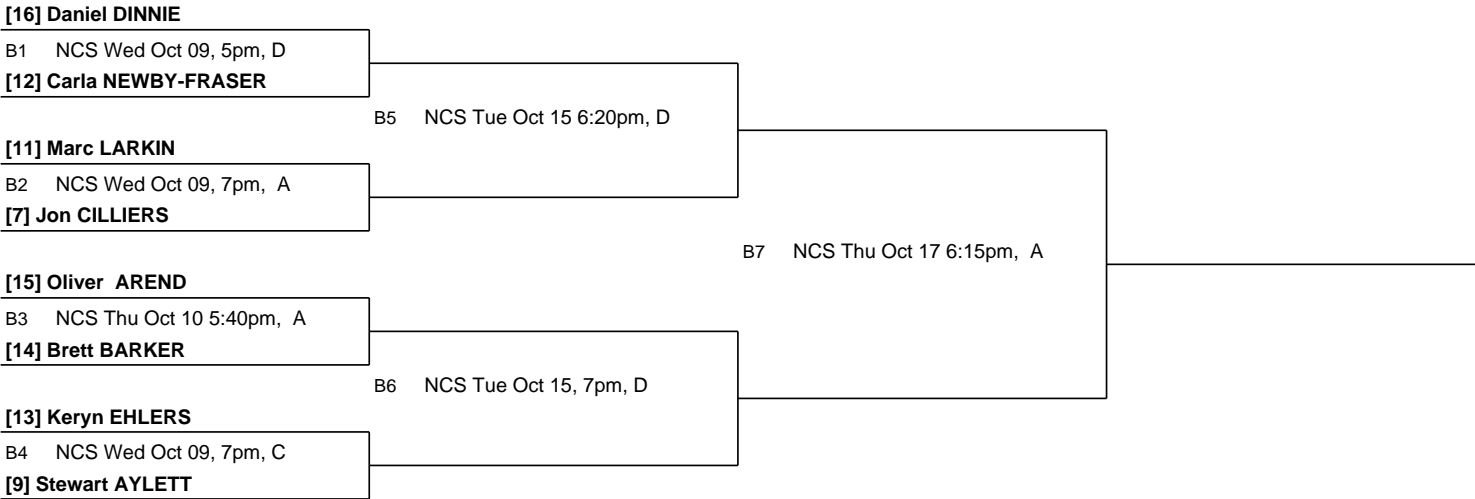 [16] Daniel DINNIE
B1 NCS Wed Oct 09, 5pm, D
[12] Carla NEWBY-FRASER
B5 NCS Tue Oct 15 6:20pm, D
[11] Marc LARKIN
B2 NCS Wed Oct 09, 7pm, A
[7] Jon CILLIERS
B7 NCS Thu Oct 17 6:15pm, A
[15] Oliver AREND
B3 NCS Thu Oct 10 5:40pm, A
[14] Brett BARKER
B6 NCS Tue Oct 15, 7pm, D
[13] Keryn EHLERS
B4 NCS Wed Oct 09, 7pm, C
[9] Stewart AYLETT